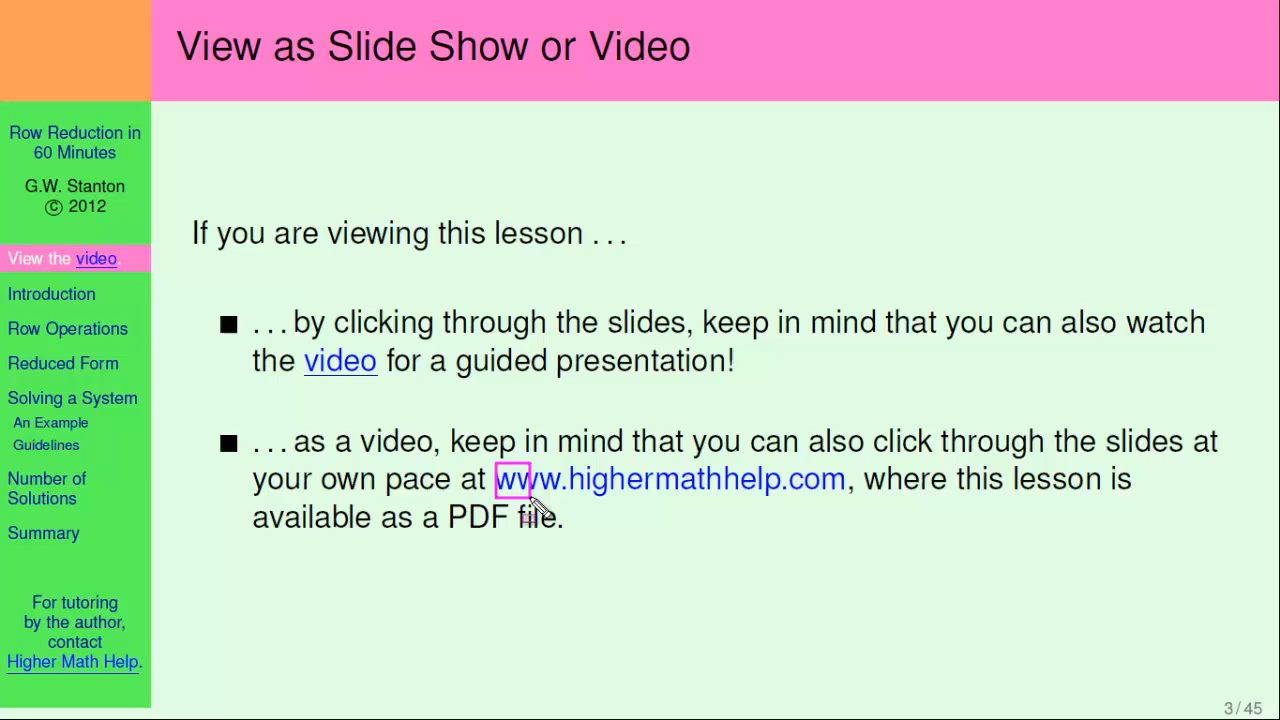 View as Slide Show or Video
Row Reduction in
60 Minutes
G.W. Stanton
© 2012
View the video.
Introduction
Row Operations
Reduced Form
Solving a System
An Example
Guidelines
Number of
Solutions
Summary
For tutoring
by the author,
contact
Higher Math Help.
If you are viewing this lesson . . .
■ . . . by clicking through the slides, keep in mind that you can also watch
the video for a guided presentation!
■ . . . as a video, keep in mind that you can also click through the slides at
your own pace at www.highermathhelp.com, where this lesson is
available as a PDF file.
3 / 45